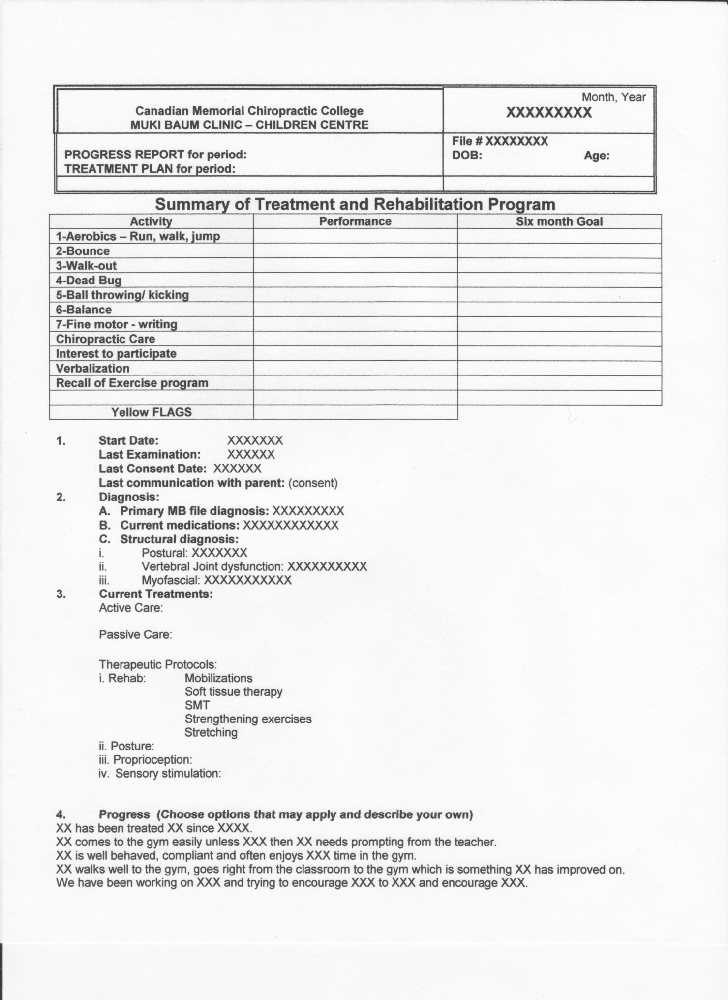 Month, Year
Canadian Memorial Chiropractic College
XXXXXXXXX
MUKI BAUM CLINIC – CHILDREN CENTRE
File # XXXXXXXX
PROGRESS REPORT for period:
DOB: Age:
TREATMENT PLAN for period:
Summary of Treatment and Rehabilitation Program
Activity Performance Six month Goal
1-Aerobics – Run, walk, jump
2-Bounce
3-Walk-out
4-Dead Bug
5-Ball throwing/ kicking
6-Balance
7-Fine motor - writing
Chiropractic Care
Interest to participate
Verbalization
Recall of Exercise program
Yellow FLAGS
1. Start Date: XXXXXXX
Last Examination: XXXXXX
Last Consent Date: XXXXXX
Last communication with parent: (consent)
2. Diagnosis:
A. Primary MB file diagnosis: XXXXXXXXX
B. Current medications: XXXXXXXXXXXX
C. Structural diagnosis:
i. Postural: XXXXXXX
ii. Vertebral Joint dysfunction: XXXXXXXXXX
iii. Myofascial: XXXXXXXXXXX
3. Current Treatments:
Active Care:
Passive Care:
Therapeutic Protocols:
i. Rehab: Mobilizations
Soft tissue therapy
SMT
Strengthening exercises
Stretching
ii. Posture:
iii. Proprioception:
iv. Sensory stimulation:
4. Progress (Choose options that may apply and describe your own)
XX has been treated XX since XXXX.
XX comes to the gym easily unless XXX then XX needs prompting from the teacher.
XX is well behaved, compliant and often enjoys XXX time in the gym.
XX walks well to the gym, goes right from the classroom to the gym which is something XX has improved on.
We have been working on XXX and trying to encourage XXX to XXX and encourage XXX.